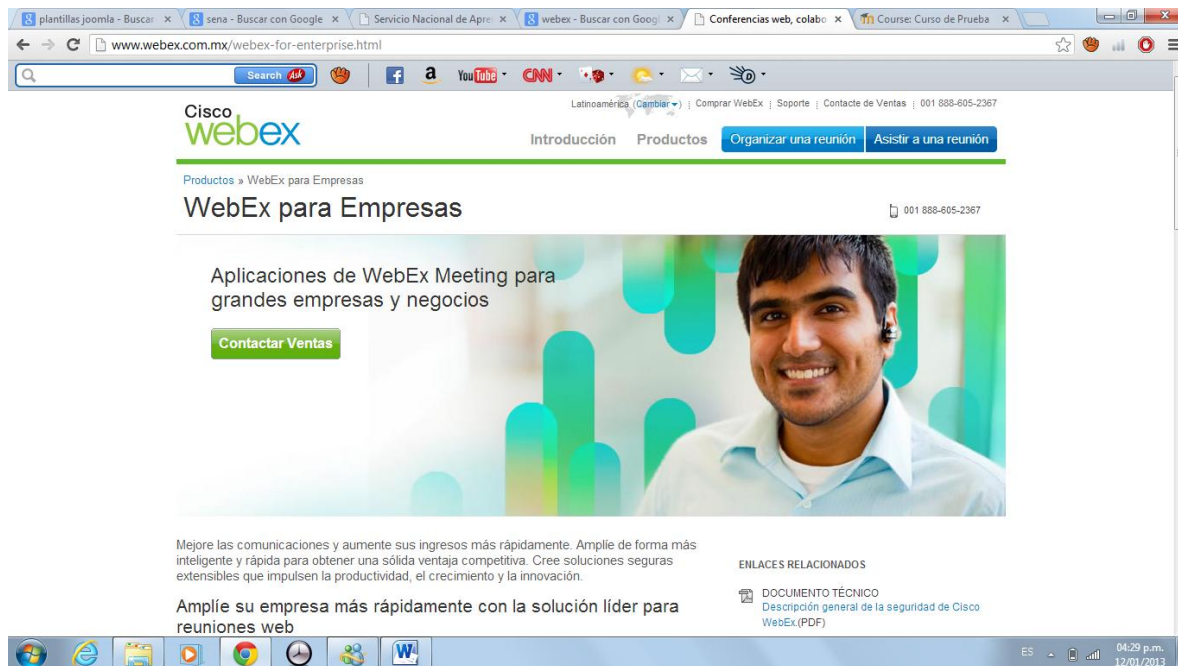 plantillas joomla - Buscar
sena - Buscar con Google
Servicio Nacional de Apre
webex - Buscar con Googl
Conferencias web, colabo
Course: Curso de Prueba
www.webex.com.mx/webex-for-enterprise.html
Search Ask
a
You Tube
CNN
Latinoamérica (Cambiar) | Comprar WebEx | Soporte | Contacte de Ventas | 001 888-605-2367
Cisco
webex
Introducción
Productos
Organizar una reunión
Asistir a una reunión
Productos » WebEx para Empresas
WebEx para Empresas
001 888-605-2367
Aplicaciones de WebEx Meeting para
grandes empresas y negocios
Contactar Ventas
Mejore las comunicaciones y aumente sus ingresos más rápidamente. Amplíe de forma más
inteligente y rápida para obtener una sólida ventaja competitiva. Cree soluciones seguras
extensibles que impulsen la productividad, el crecimiento y la innovación.
Amplíe su empresa más rápidamente con la solución líder para
reuniones web
ENLACES RELACIONADOS
DOCUMENTO TÉCNICO
Descripción general de la seguridad de Cisco
WebEx.(PDF)
ES
04:29 p.m.
12/01/2013